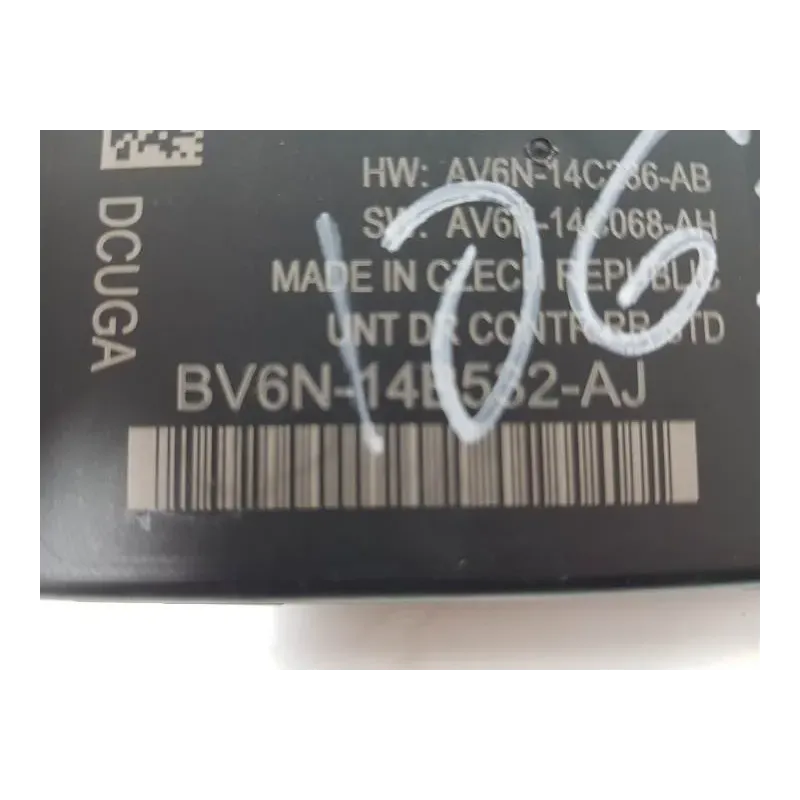 HW: AV6N-14C236-AB
SW: AV6N-14C068-AH
MADE IN CZECH REPUBLIC
UNT DR CONTR RR STD
BV6N-14B532-AJ
DCUGA
106